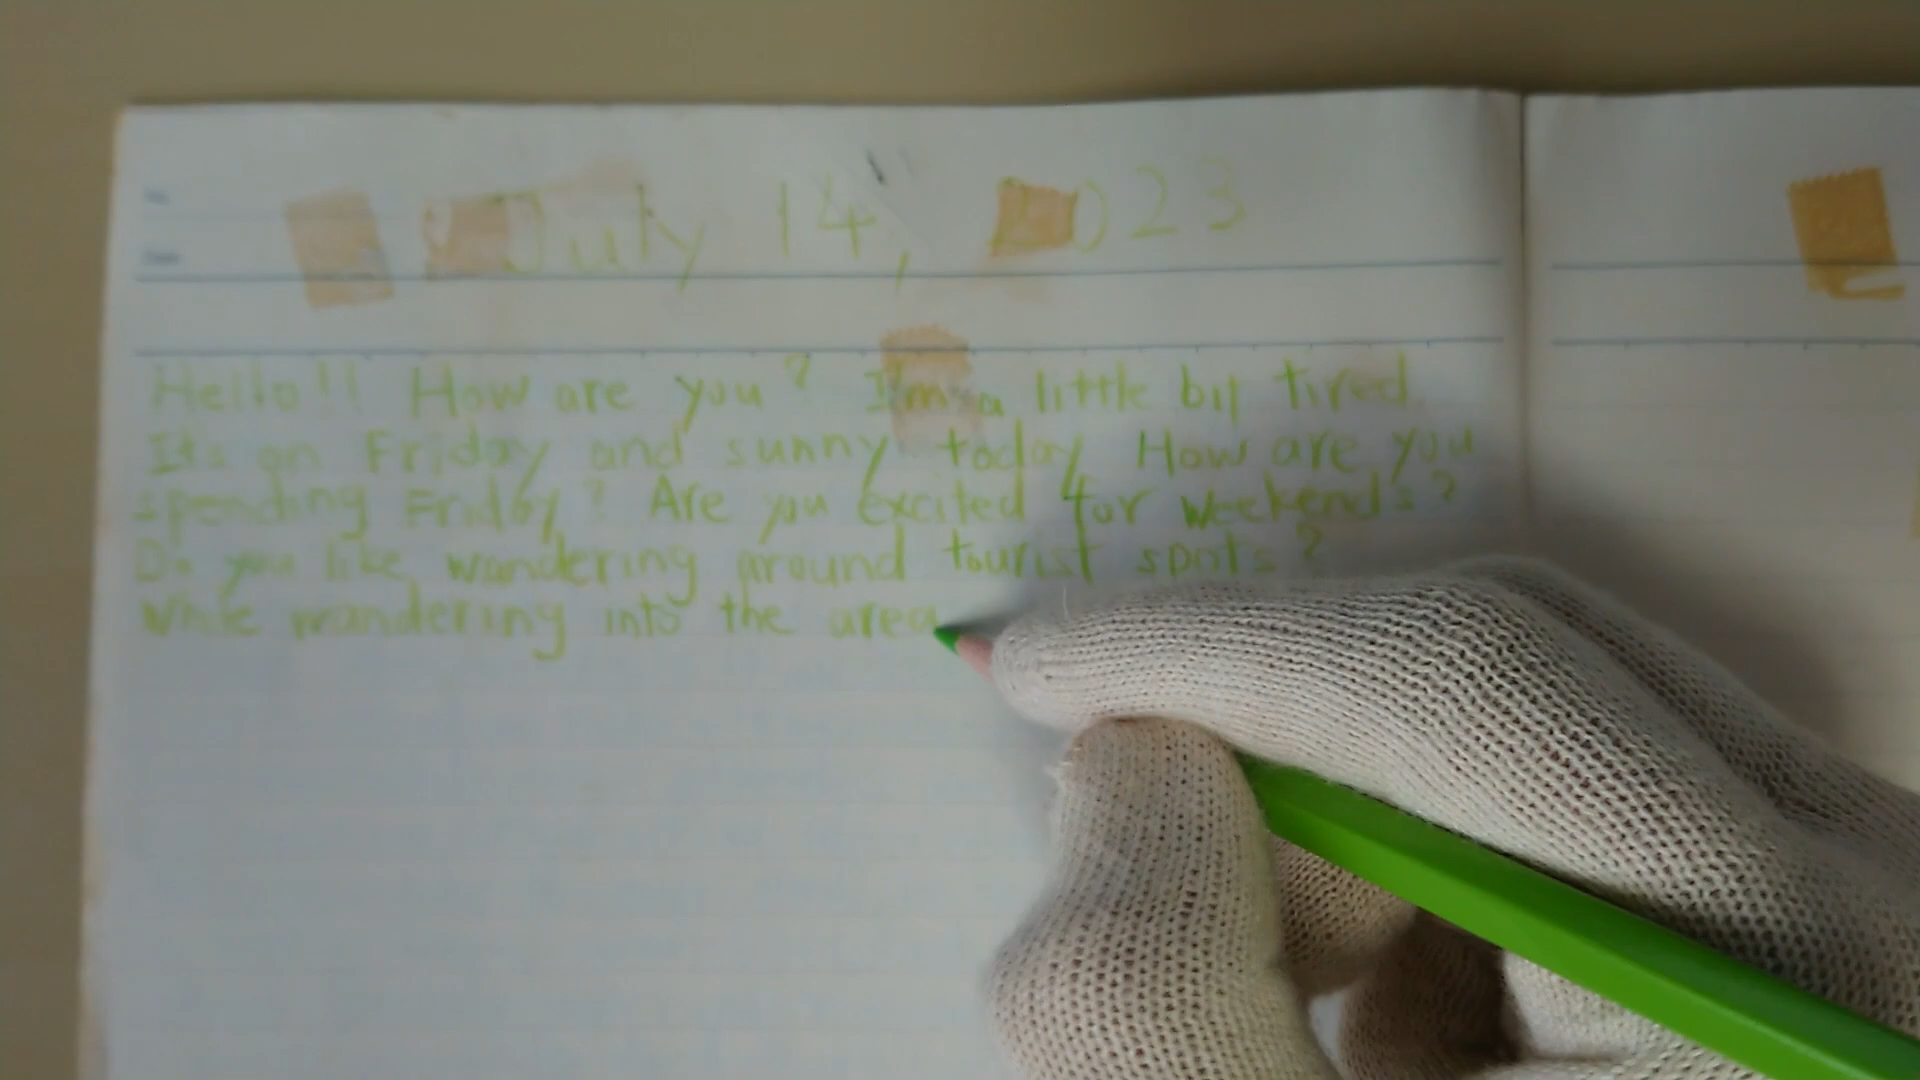 July 14, 2023
Hello!! How are you? I'm a little bit tired.
It's on Friday and sunny today. How are you
spending Friday? Are you excited for weekends?
Do you like wandering around tourist spots?
While wandering into the area